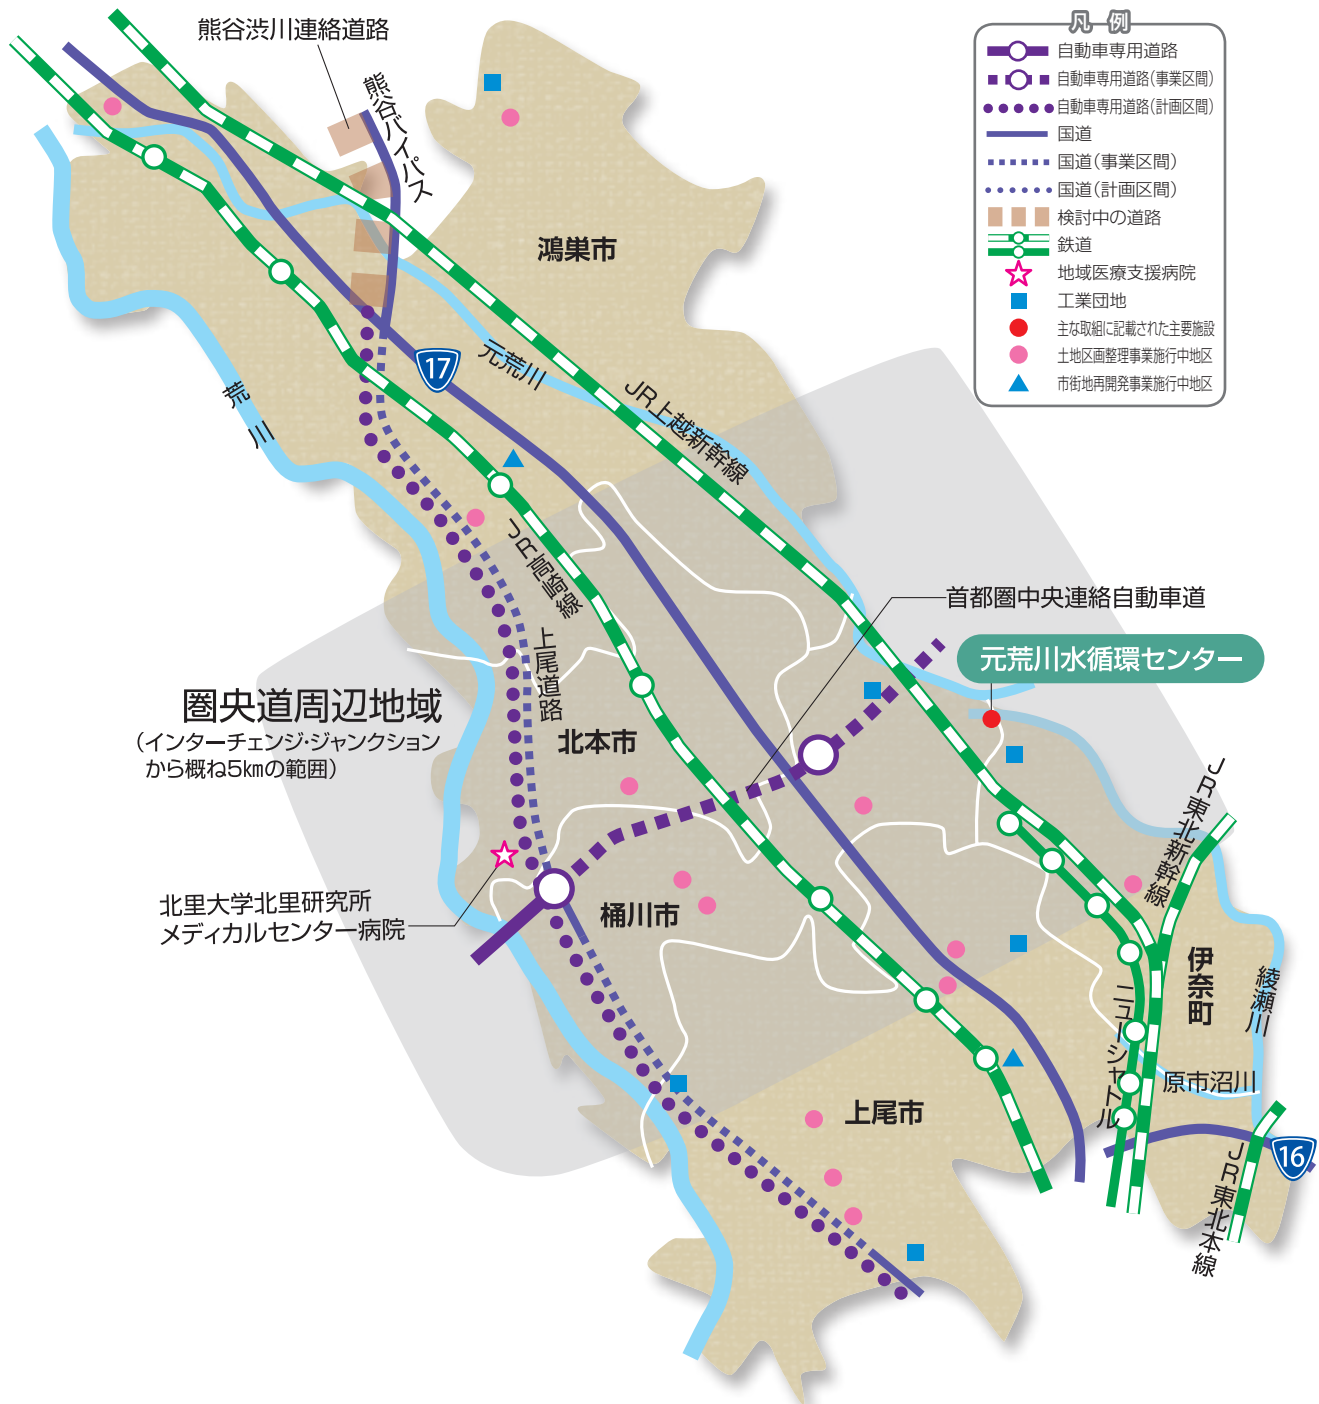 熊谷渋川連絡道路
熊谷バイパス
凡例
自動車専用道路
自動車専用道路(事業区間)
自動車専用道路(計画区間)
国道
国道(事業区間)
国道(計画区間)
検討中の道路
鉄道
地域医療支援病院
工業団地
主な取組に記載された主要施設
土地区画整理事業施行中地区
市街地再開発事業施行中地区
鴻巣市
17
元荒川
荒川
JR上越新幹線
JR高崎線
首都圏中央連絡自動車道
元荒川水循環センター
上尾道路
圏央道周辺地域
(インターチェンジ・ジャンクション
から概ね5kmの範囲)
北本市
JR東北新幹線
北里大学北里研究所
メディカルセンター病院
桶川市
伊奈町
綾瀬川
ニューシャトル
原市沼川
上尾市
16
JR東北本線